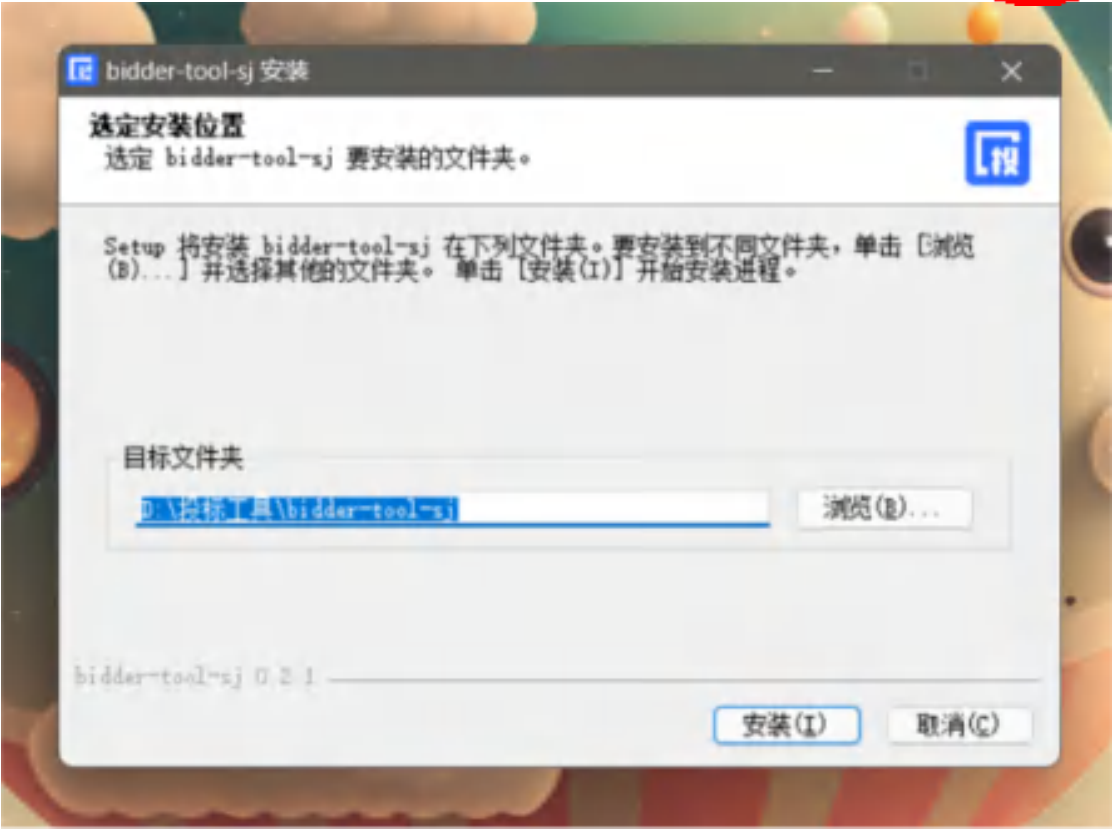 bidder-tool-sj 安装
选定安装位置
选定 bidder-tool-sj 要安装的文件夹。
投
Setup 将安装 bidder-tool-sj 在下列文件夹。要安装到不同文件夹，单击 [浏览
(B)...] 并选择其他的文件夹。 单击 [安装(I)] 开始安装进程。
目标文件夹
D:\投标工具\bidder-tool-sj
浏览(B)...
bidder-tool-sj 0.2.1
安装(I)
取消(C)